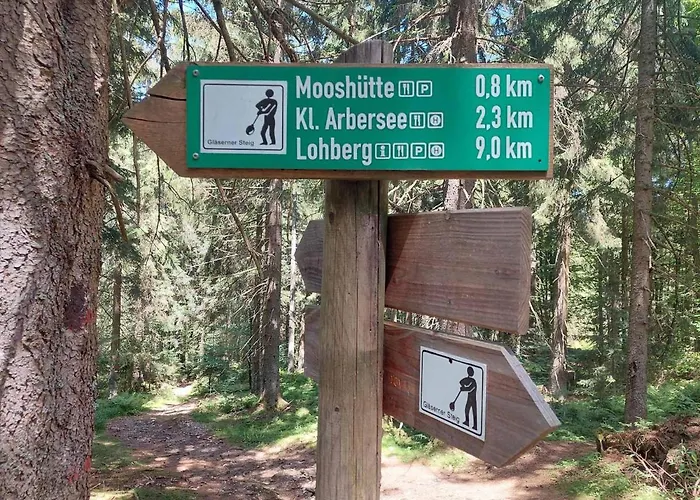 Mooshütte 0,8 km
Kl. Arbersee 2,3 km
Lohberg 9,0 km
Gläserner Steig
Gläserner Steig